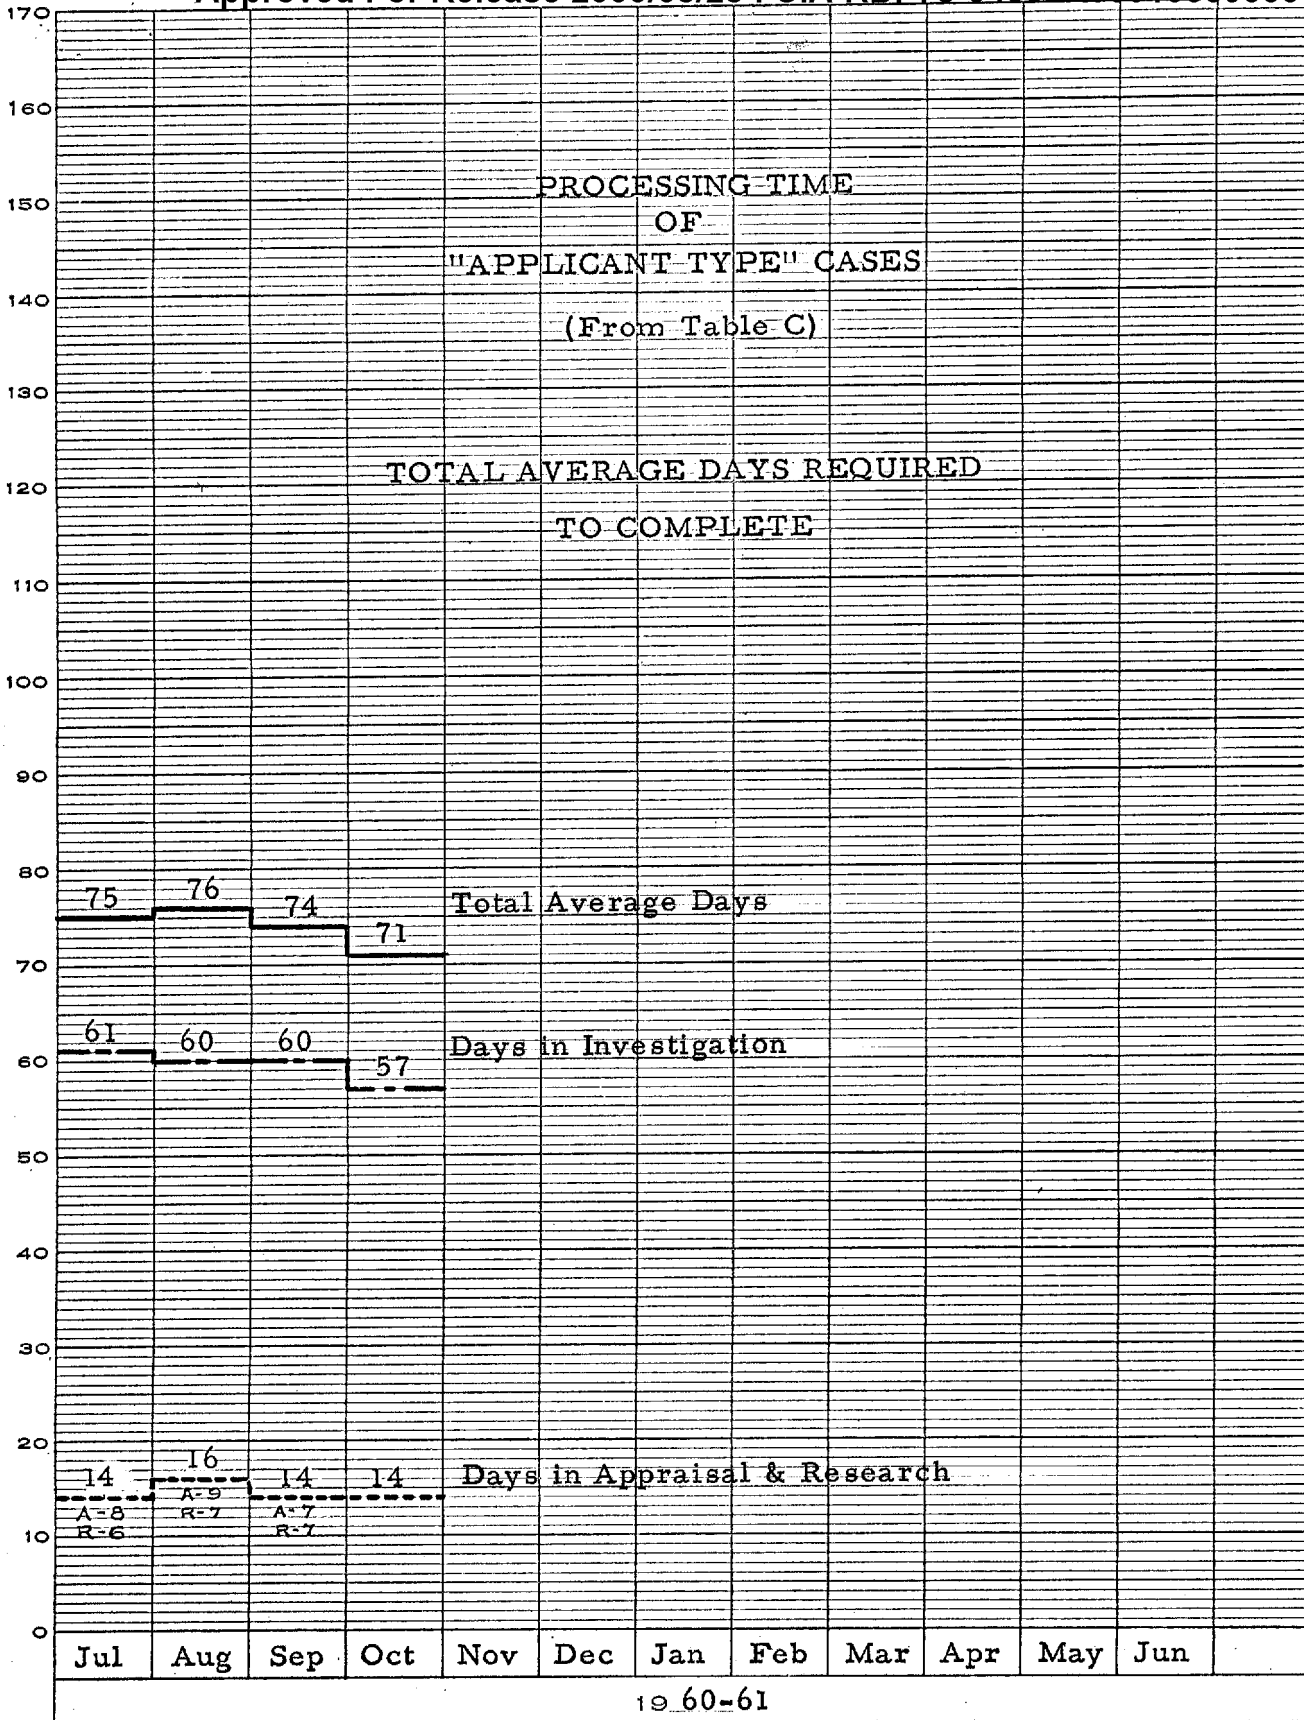 Approved For Release
170
160
150
140
130
120
110
100
90
80
70
60
50
40
30
20
10
0
PROCESSING TIME
OF
"APPLICANT TYPE" CASES
(From Table C)
TOTAL AVERAGE DAYS REQUIRED
TO COMPLETE
75 76 74 71 Total Average Days
61 60 60 57 Days in Investigation
14 16 14 14 Days in Appraisal & Research
A-8 A-9 A-7
R-6 R-7 R-7
Jul Aug Sep Oct Nov Dec Jan Feb Mar Apr May Jun
19 60-61